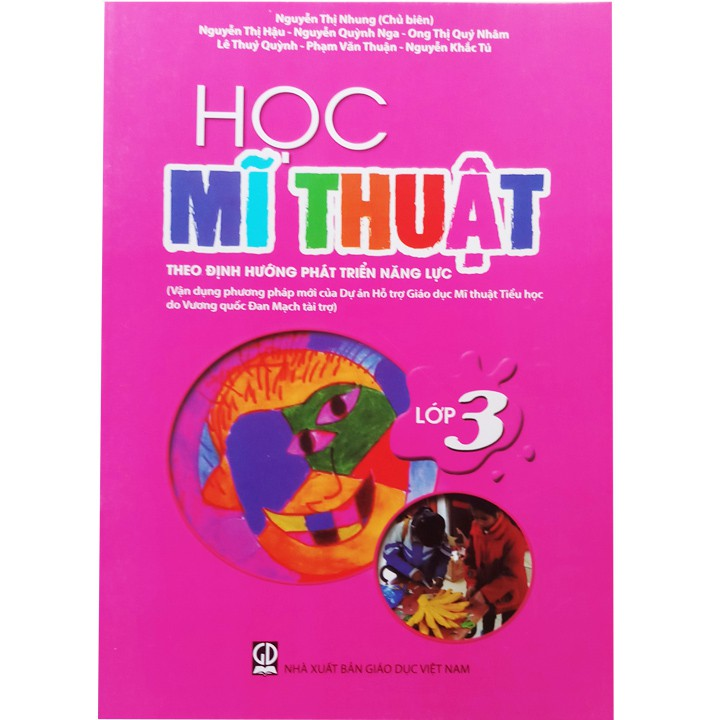 Nguyễn Thị Nhung (Chủ biên)
Nguyễn Thị Hậu - Nguyễn Quỳnh Nga - Ong Thị Quý Nhâm
Lê Thuý Quỳnh - Phạm Văn Thuận - Nguyễn Khắc Tú
HỌC
MĨ THUẬT
THEO ĐỊNH HƯỚNG PHÁT TRIỂN NĂNG LỰC
(Vận dụng phương pháp mới của Dự án Hỗ trợ Giáo dục Mĩ thuật Tiểu học
do Vương quốc Đan Mạch tài trợ)
LỚP 3
GD
NHÀ XUẤT BẢN GIÁO DỤC VIỆT NAM